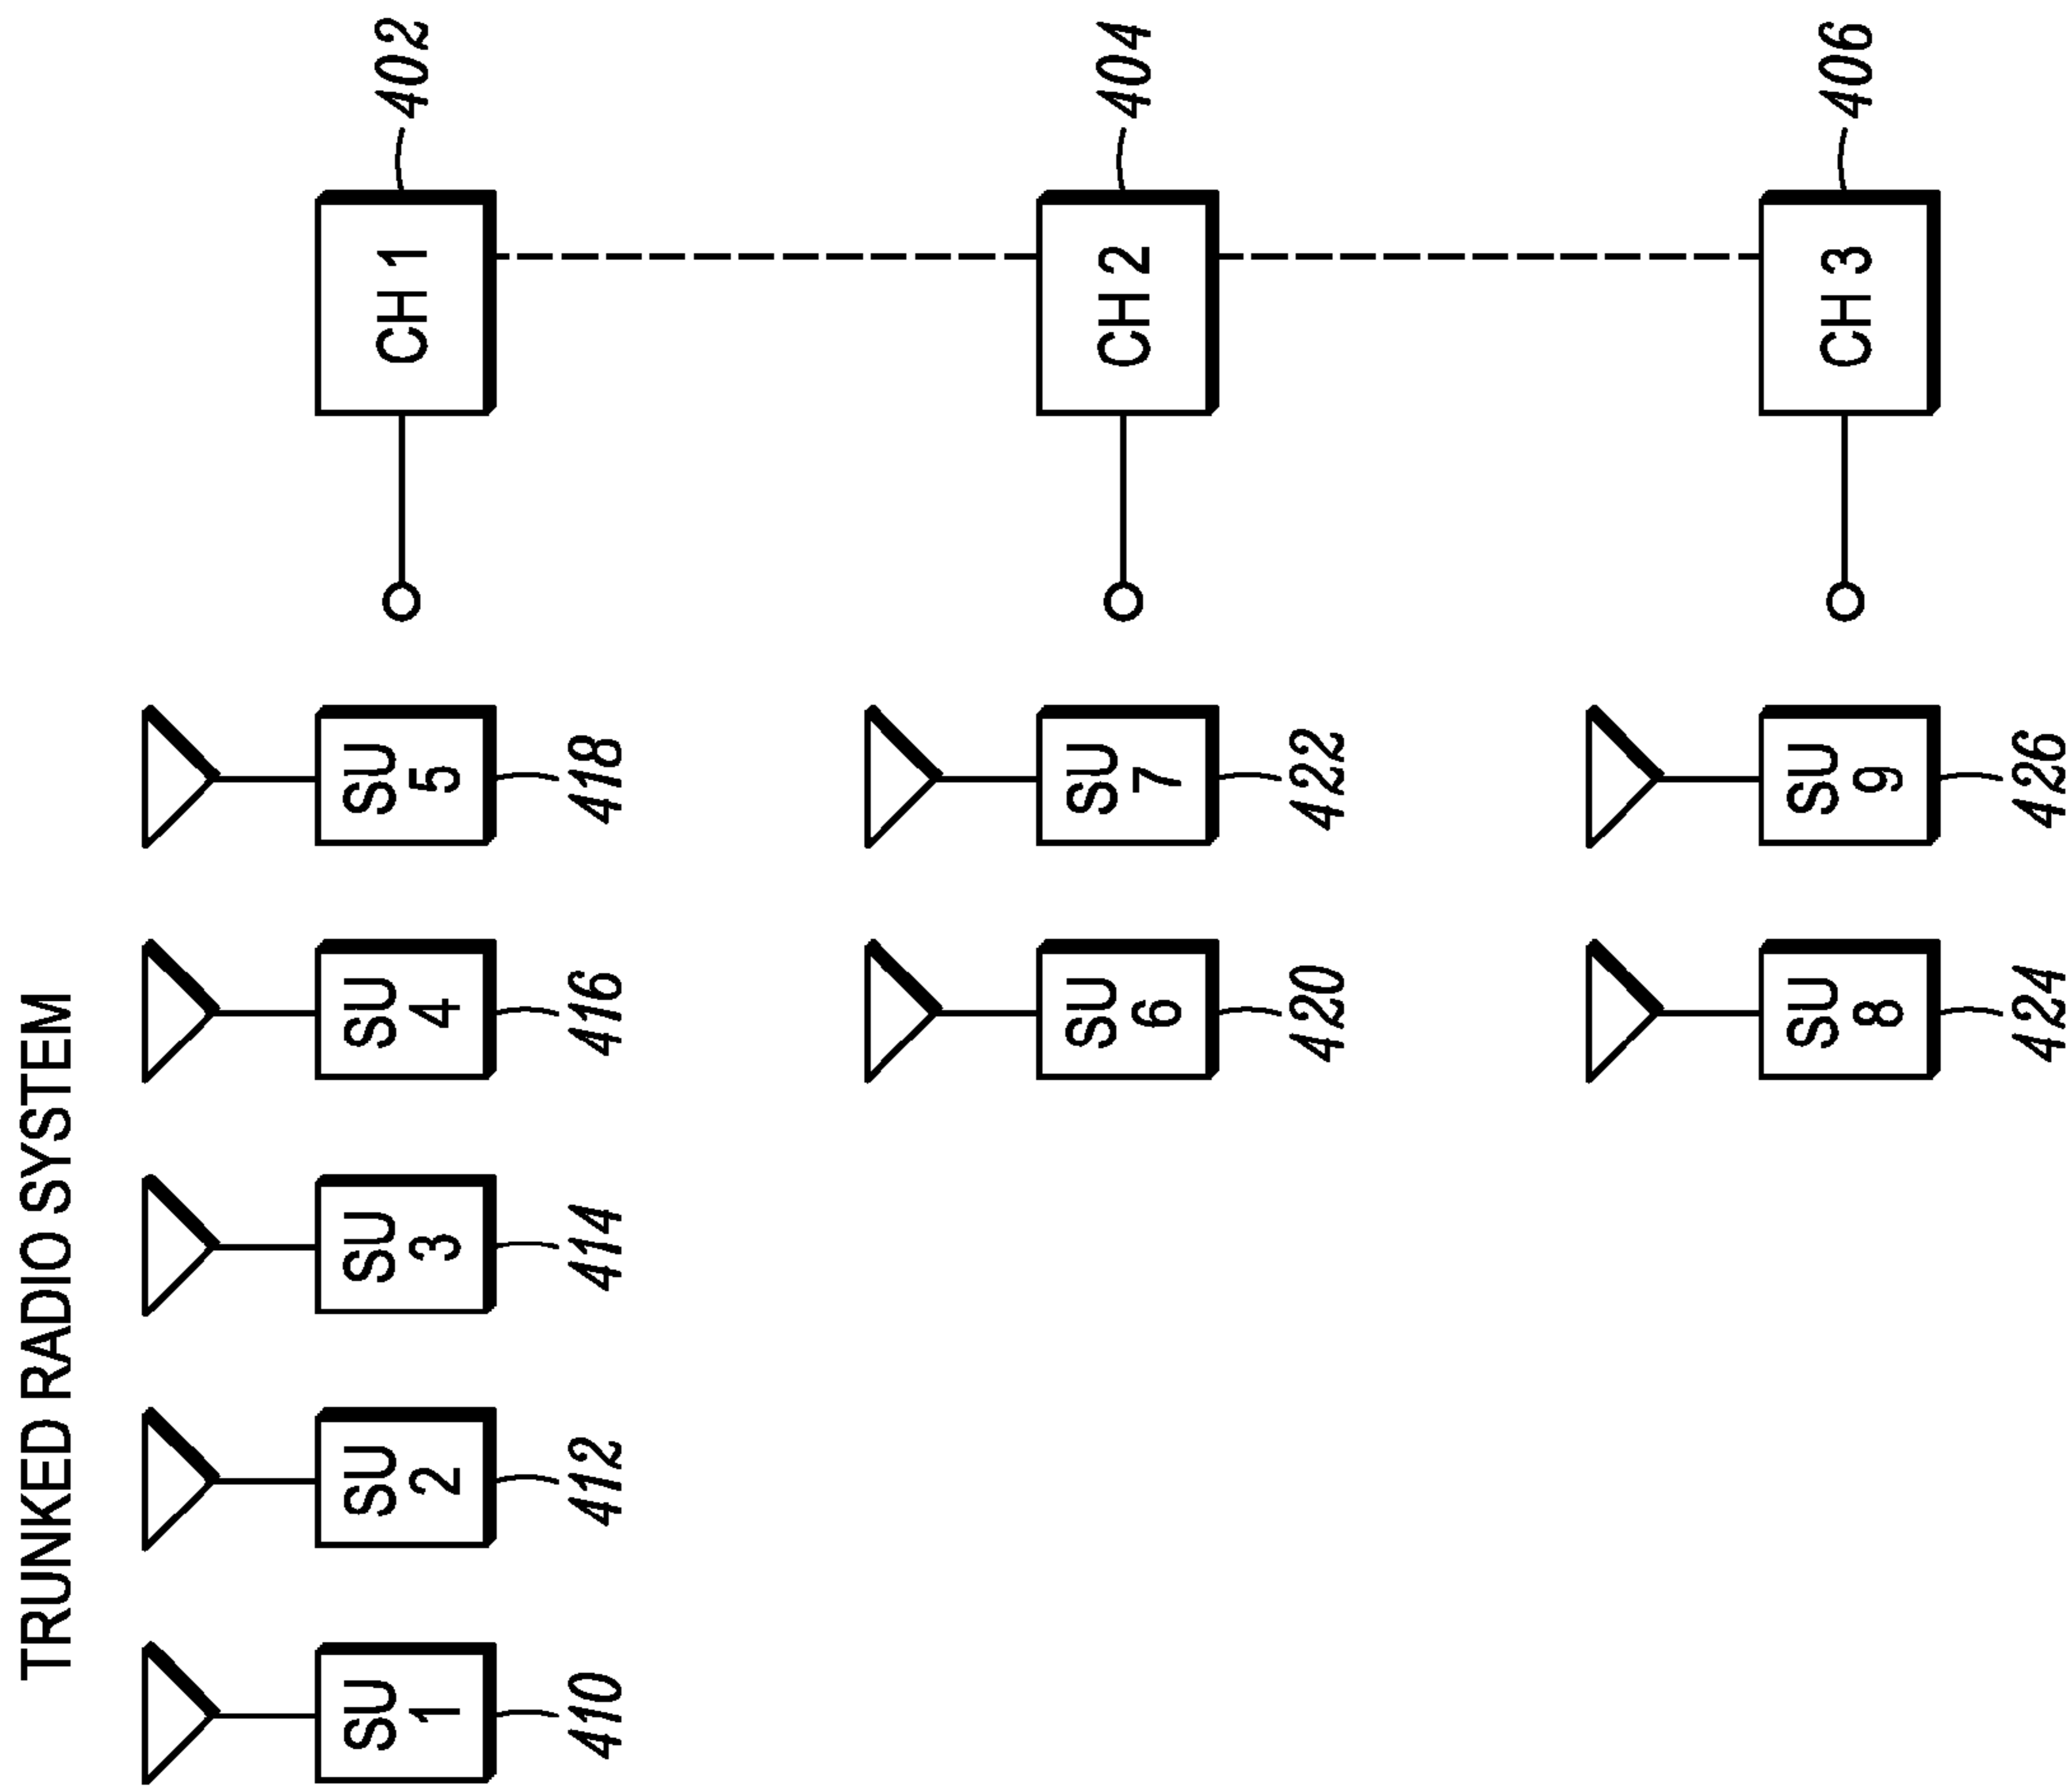 TRUNKED RADIO SYSTEM
SU
1
410
SU
2
412
SU
3
414
SU
4
416
SU
5
418
CH 1
402
SU
6
420
SU
7
422
CH 2
404
SU
8
424
SU
9
426
CH 3
406